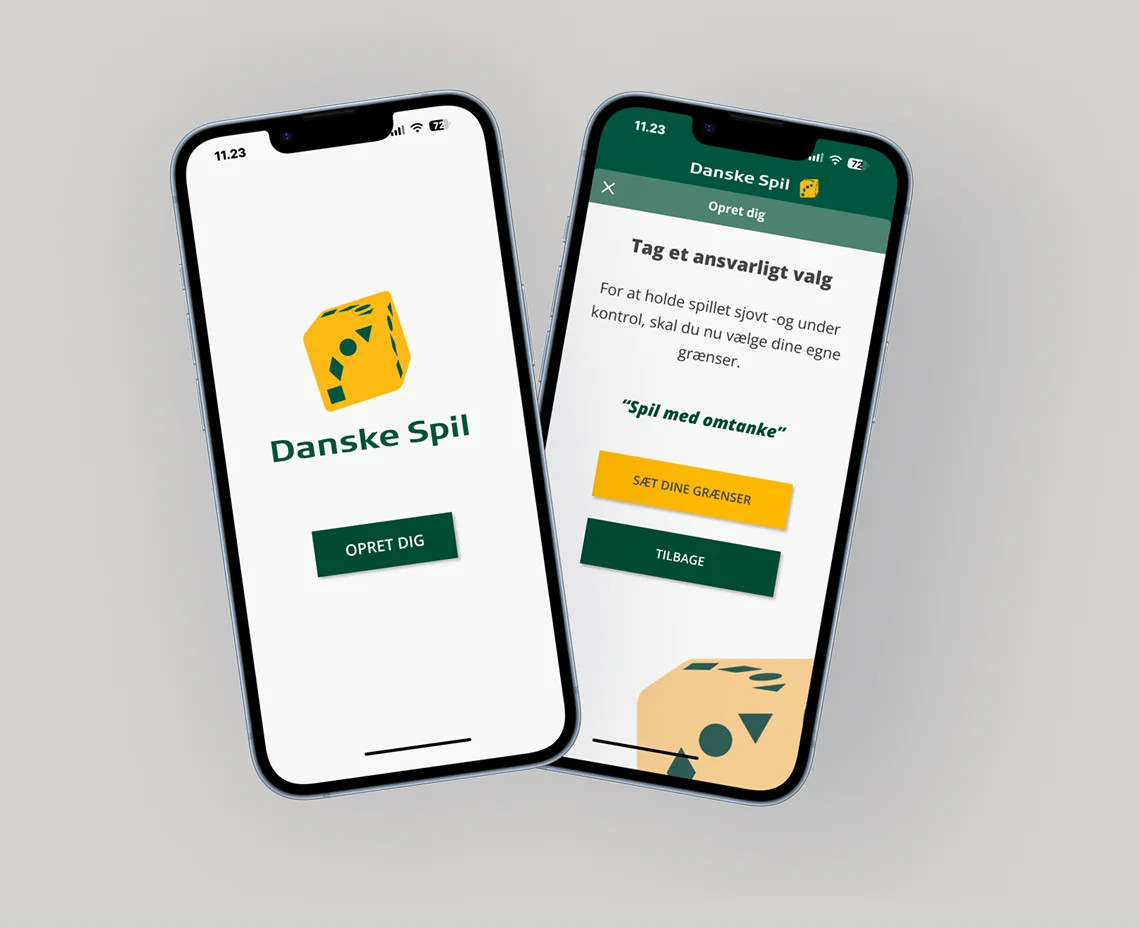 11.23
72
Danske Spil
OPRET DIG
11.23
72
Danske Spil
Opret dig
Tag et ansvarligt valg
For at holde spillet sjovt -og under
kontrol, skal du nu vælge dine egne
grænser.
“Spil med omtanke”
SÆT DINE GRÆNSER
TILBAGE